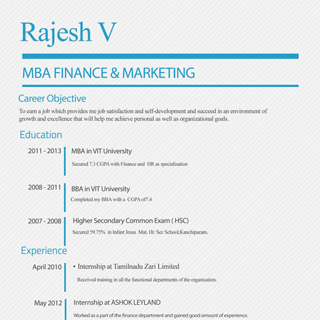 Rajesh V
MBA FINANCE & MARKETING
Career Objective
To earn a job which provides me job satisfaction and self-development and succeed in an environment of
growth and excellence that will help me achieve personal as well as organizational goals.
Education
2011 - 2013 MBA in VIT University
Secured 7.3 CGPA with Finance and HR as specialisation
2008 - 2011 BBA in VIT University
Completed my BBA with a CGPA of7.4
2007 - 2008 Higher Secondary Common Exam ( HSC)
Secured 59.75% in Infant Jesus Mat. Hr. Sec School,Kanchipuram.
Experience
April 2010 • Internship at Tamilnadu Zari Limited
Received training in all the functional departments of the organisation.
May 2012 Internship at ASHOK LEYLAND
Worked as a part of the finance department and gained good amount of experience.